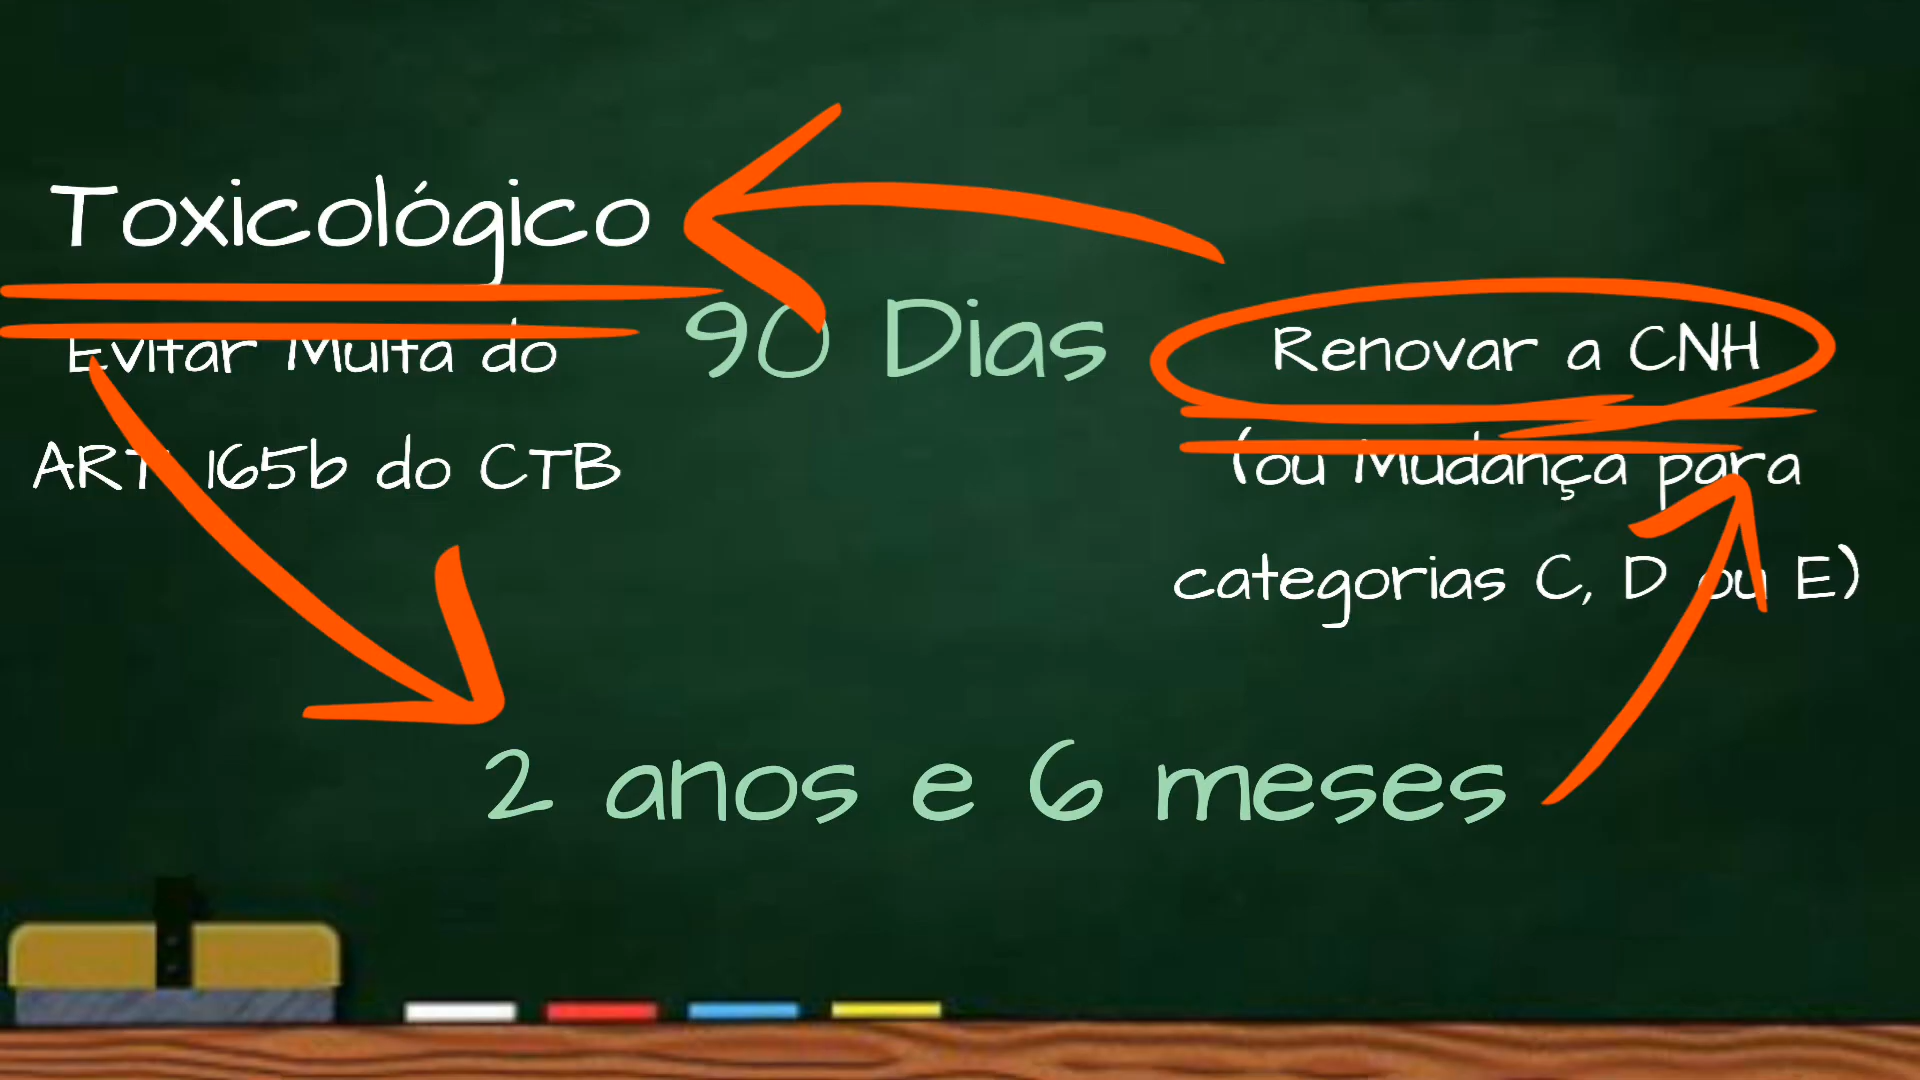 Toxicológico
Evitar Multa do
ART 165b do CTB
90 Dias
Renovar a CNH
(ou Mudança para
categorias C, D ou E)
2 anos e 6 meses